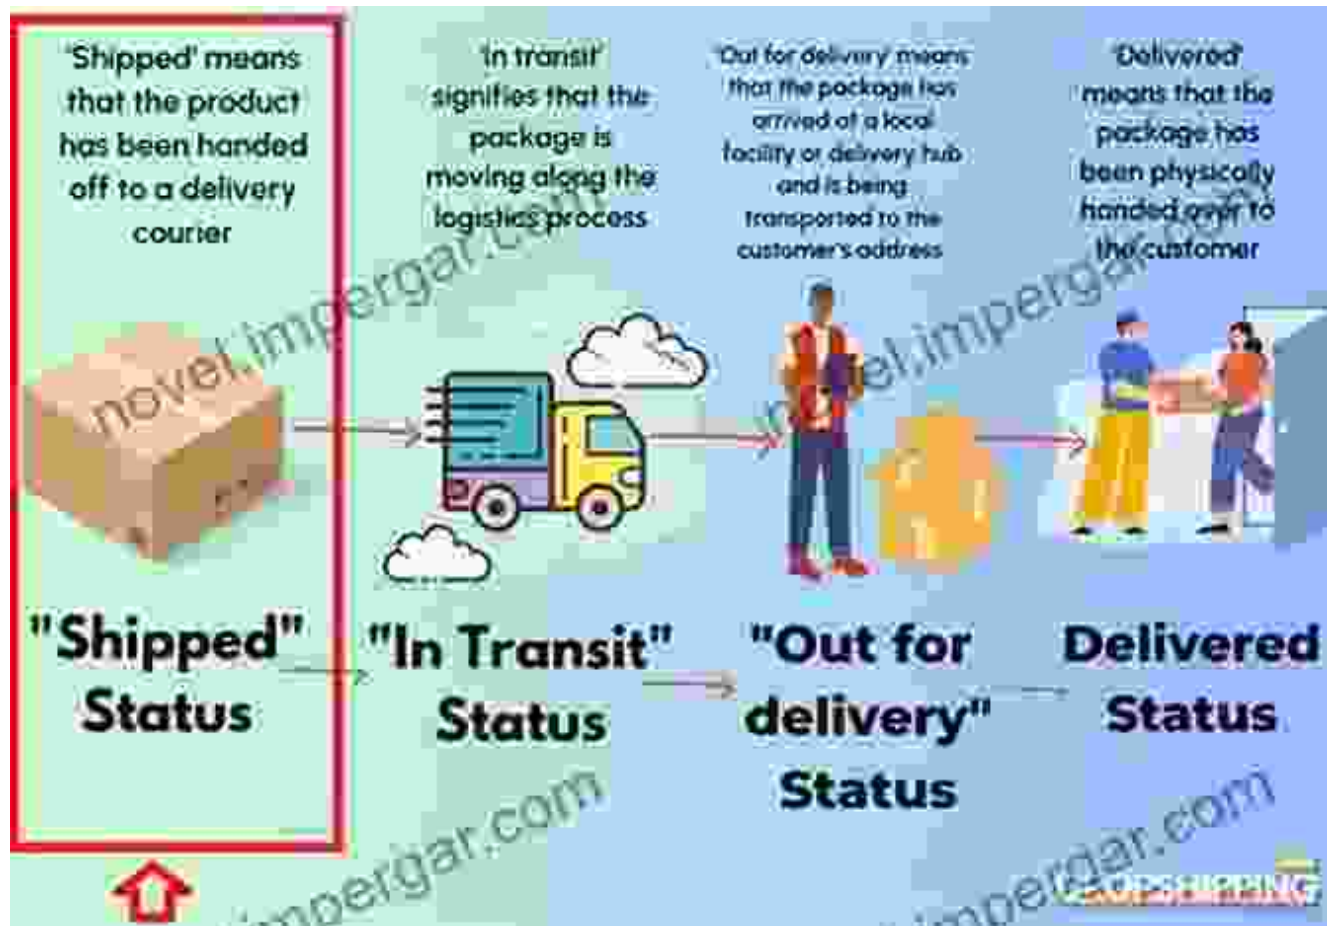 'Shipped' means
that the product
has been handed
off to a delivery
courier
'In transit'
signifies that the
package is
moving along the
logistics process
'Out for delivery' means
that the package has
arrived at a local
facility or delivery hub
and is being
transported to the
customer's address
'Delivered'
means that the
package has
been physically
handed over to
the customer
"Shipped"
Status
"In Transit"
Status
"Out for
delivery"
Status
Delivered
Status
novel.impergar.com
novel.impergar.com
impergar.com
impergar.com
DROPSHIPPING